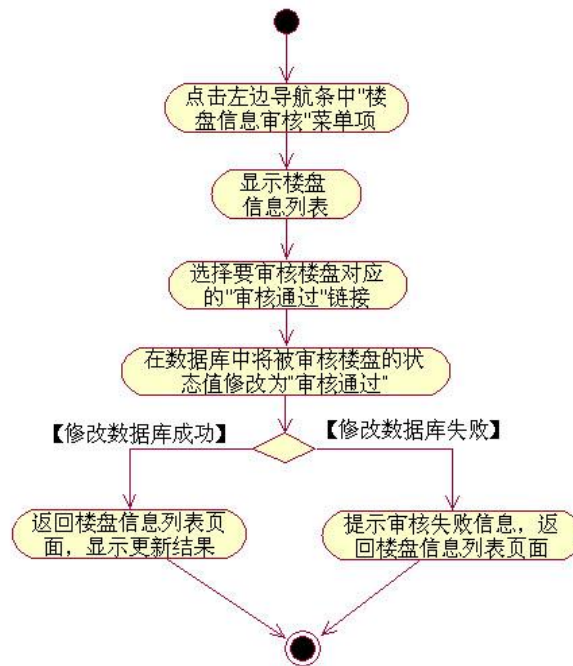 点击左边导航条中"楼
盘信息审核"菜单项
显示楼盘
信息列表
选择要审核楼盘对应
的"审核通过"链接
在数据库中将被审核楼盘的状
态值修改为"审核通过"
【修改数据库成功】
【修改数据库失败】
返回楼盘信息列表页
面，显示更新结果
提示审核失败信息，返
回楼盘信息列表页面